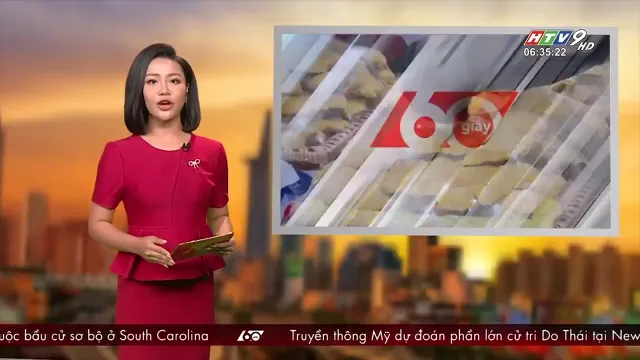 HTV9 HD
06:35:22
60 giây
uộc bầu cử sơ bộ ở South Carolina 60 Truyền thông Mỹ dự đoán phần lớn cử tri Do Thái tại New